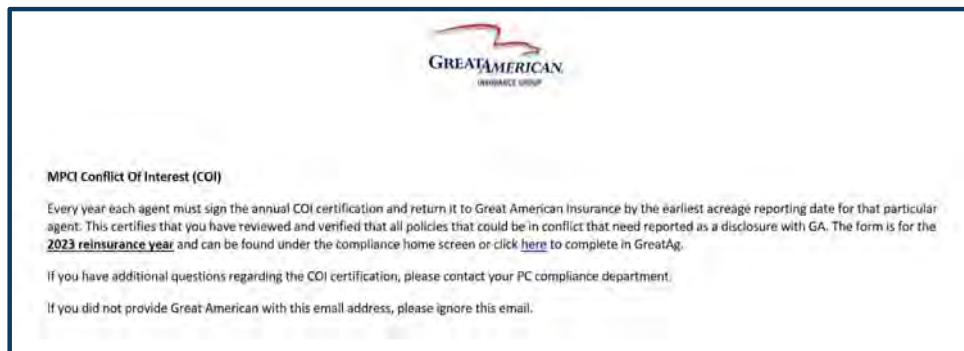 GREATAMERICAN.
INSURANCE GROUP
MPCI Conflict Of Interest (COI)
Every year each agent must sign the annual COI certification and return it to Great American Insurance by the earliest acreage reporting date for that particular
agent. This certifies that you have reviewed and verified that all policies that could be in conflict that need reported as a disclosure with GA. The form is for the
2023 reinsurance year and can be found under the compliance home screen or click here to complete in GreatAg.
If you have additional questions regarding the COI certification, please contact your PC compliance department.
If you did not provide Great American with this email address, please ignore this email.